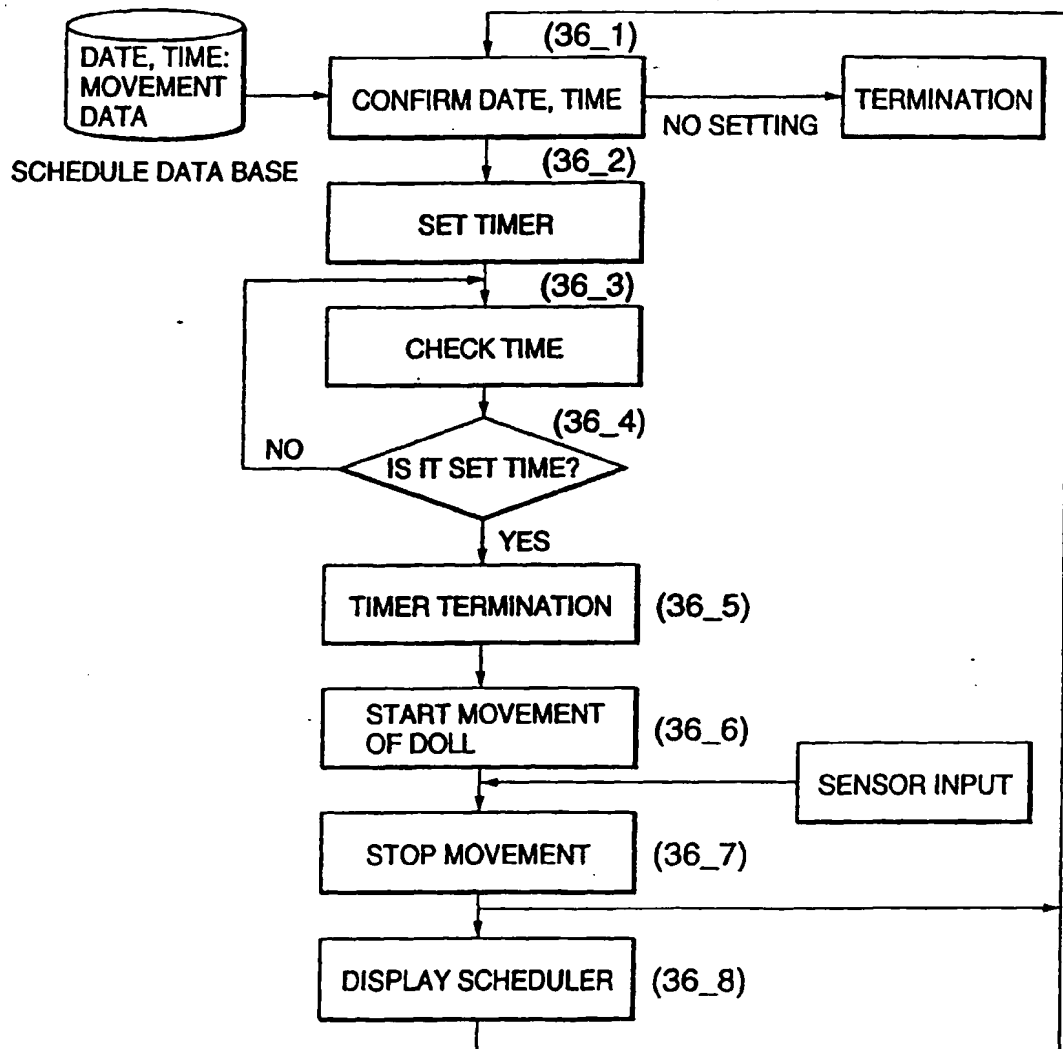 (36_1)
DATE, TIME:
MOVEMENT
DATA
CONFIRM DATE, TIME
TERMINATION
NO SETTING
SCHEDULE DATA BASE
(36_2)
SET TIMER
(36_3)
CHECK TIME
(36_4)
NO
IS IT SET TIME?
YES
TIMER TERMINATION
(36_5)
START MOVEMENT
OF DOLL
(36_6)
SENSOR INPUT
STOP MOVEMENT
(36_7)
DISPLAY SCHEDULER
(36_8)